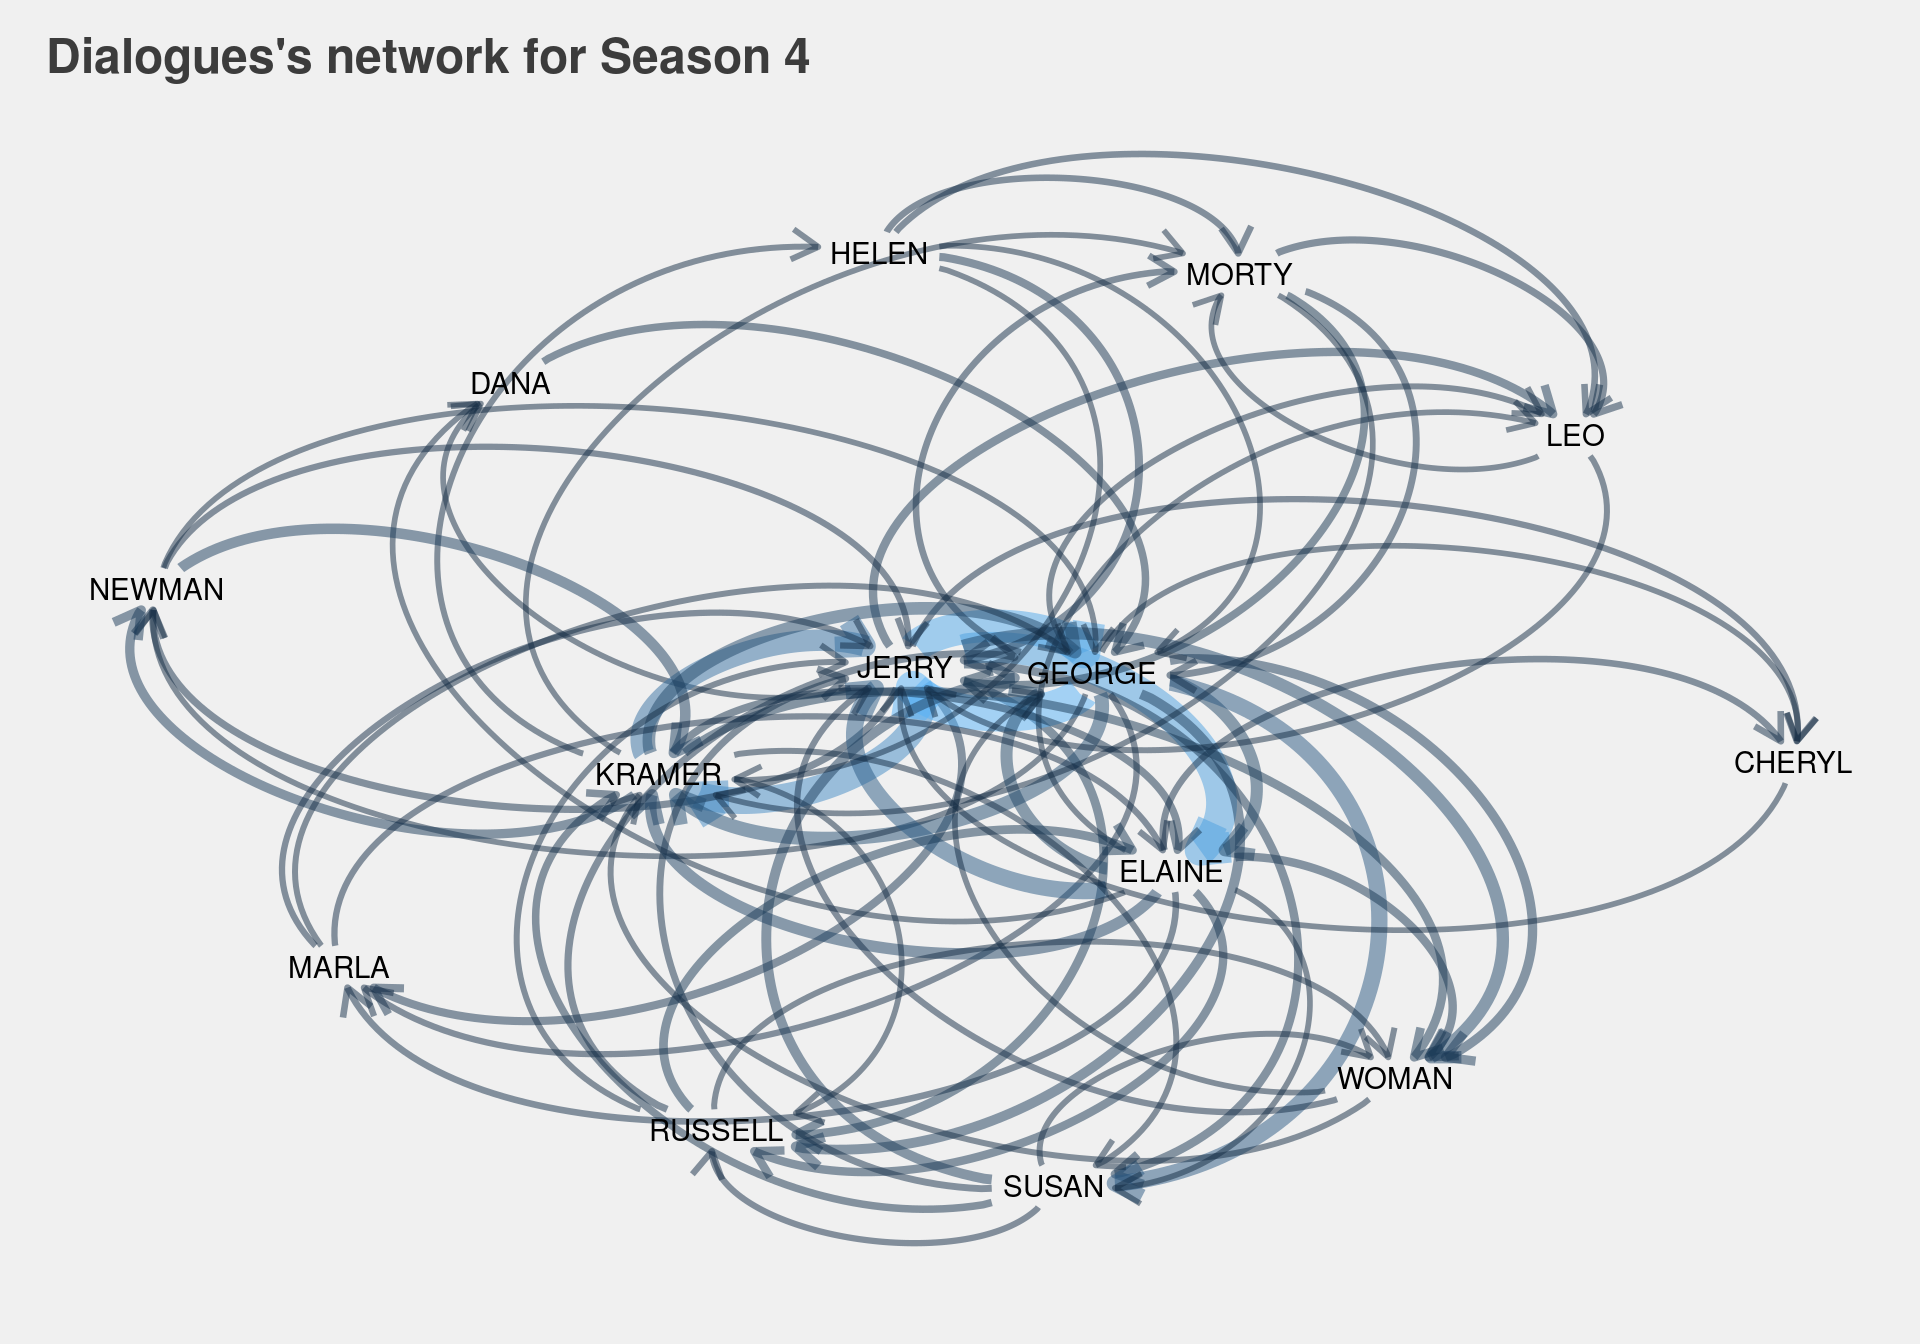 Dialogues's network for Season 4
HELEN
MORTY
DANA
LEO
NEWMAN
JERRY
GEORGE
CHERYL
KRAMER
ELAINE
MARLA
WOMAN
RUSSELL
SUSAN